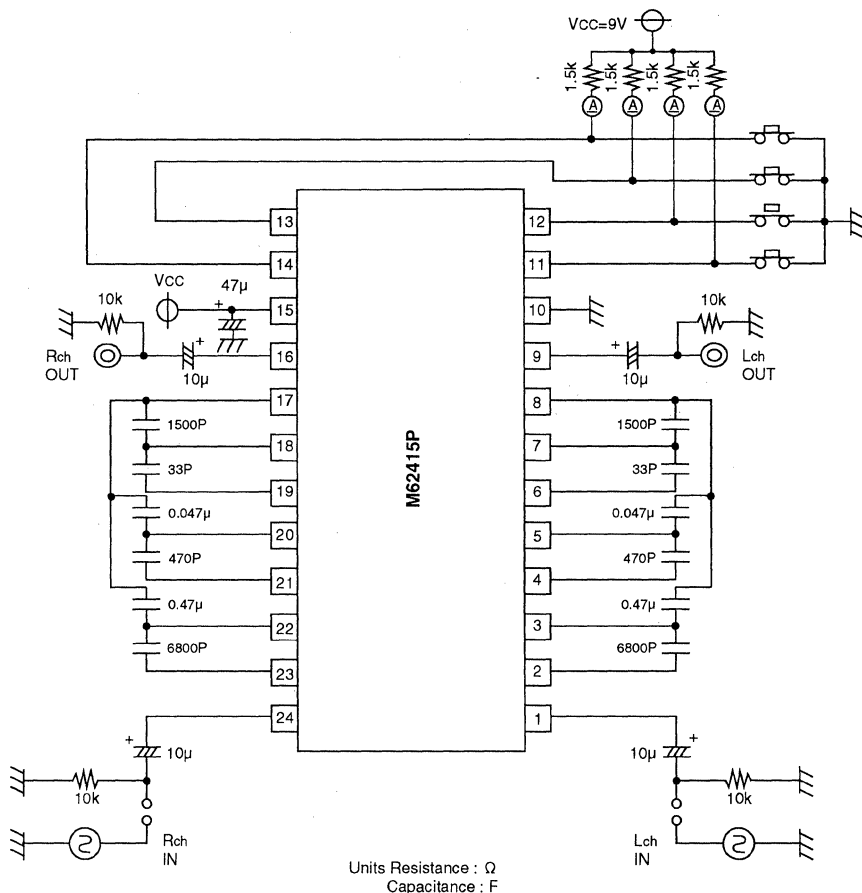 VCC=9V
1.5k
1.5k
1.5k
1.5k
A
A
A
A
13
12
14
11
VCC
47μ
+
15
10
10k
10k
Rch
OUT
+
10μ
16
9
+
10μ
Lch
OUT
17
8
1500P
1500P
18
7
33P
33P
19
6
0.047μ
0.047μ
20
5
470P
470P
21
4
0.47μ
0.47μ
22
3
6800P
6800P
23
2
24
1
M62415P
+
10μ
10μ
+
10k
10k
Rch
IN
Lch
IN
Units Resistance : Ω
Capacitance : F